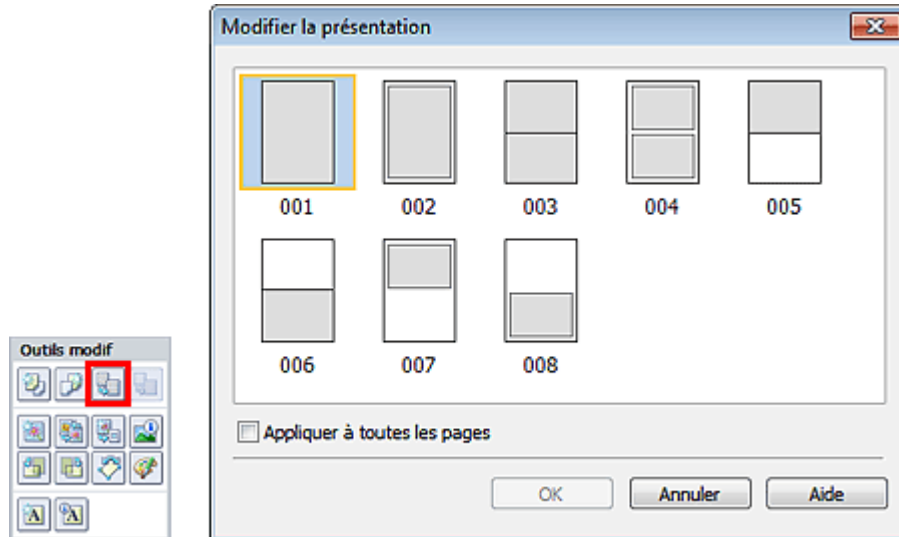 Modifier la présentation
001 002 003 004 005
006 007 008
Appliquer à toutes les pages
OK Annuler Aide
Outils modif
A A